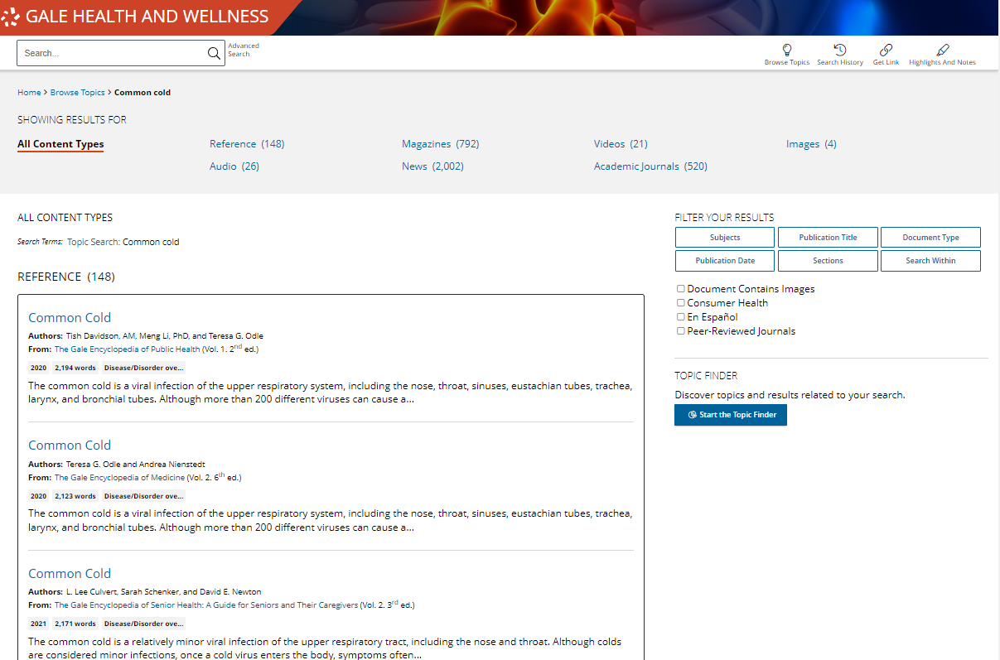 GALE HEALTH AND WELLNESS
Search...
Advanced
Search
Browse Topics
Search History
Get Link
Highlights And Notes
Home > Browse Topics > Common cold
SHOWING RESULTS FOR
All Content Types
Reference (148)
Magazines (792)
Videos (21)
Images (4)
Audio (26)
News (2,002)
Academic Journals (520)
ALL CONTENT TYPES
Search Terms: Topic Search: Common cold
REFERENCE (148)
Common Cold
Authors: Tish Davidson, AM, Meng Li, PhD, and Teresa G. Odle
From: The Gale Encyclopedia of Public Health (Vol. 1. 2nd ed.)
2020 2,194 words Disease/Disorder ove...
The common cold is a viral infection of the upper respiratory system, including the nose, throat, sinuses, eustachian tubes, trachea,
larynx, and bronchial tubes. Although more than 200 different viruses can cause a...
Common Cold
Authors: Teresa G. Odle and Andrea Nienstedt
From: The Gale Encyclopedia of Medicine (Vol. 2. 6th ed.)
2020 2,123 words Disease/Disorder ove...
The common cold is a viral infection of the upper respiratory system, including the nose, throat, sinuses, eustachian tubes, trachea,
larynx, and bronchial tubes. Although more than 200 different viruses can cause a...
Common Cold
Authors: L. Lee Culvert, Sarah Schenker, and David E. Newton
From: The Gale Encyclopedia of Senior Health: A Guide for Seniors and Their Caregivers (Vol. 2. 3rd ed.)
2021 2,171 words Disease/Disorder ove...
The common cold is a relatively minor viral infection of the upper respiratory tract, including the nose and throat. Although colds
are considered minor infections, once a cold virus enters the body, symptoms often...
FILTER YOUR RESULTS
Subjects
Publication Title
Document Type
Publication Date
Sections
Search Within
Document Contains Images
Consumer Health
En Español
Peer-Reviewed Journals
TOPIC FINDER
Discover topics and results related to your search.
Start the Topic Finder